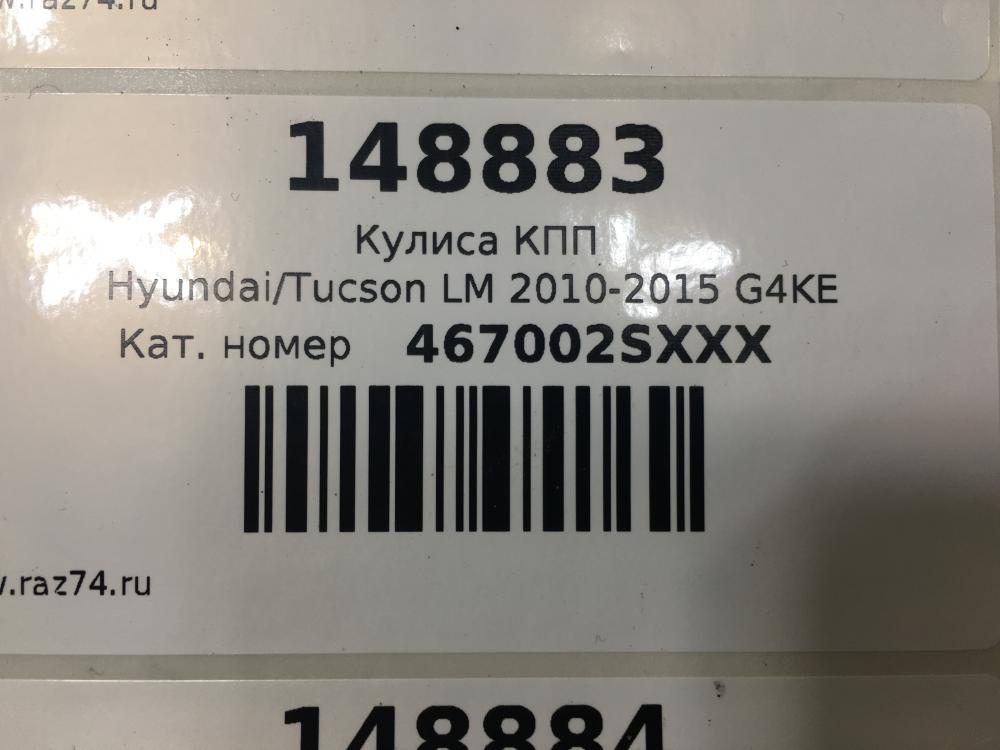 w.raz74.ru
148883
Кулиса КПП
Hyundai/Tucson LM 2010-2015 G4KE
Кат. номер 467002SXXX
w.raz74.ru
148884